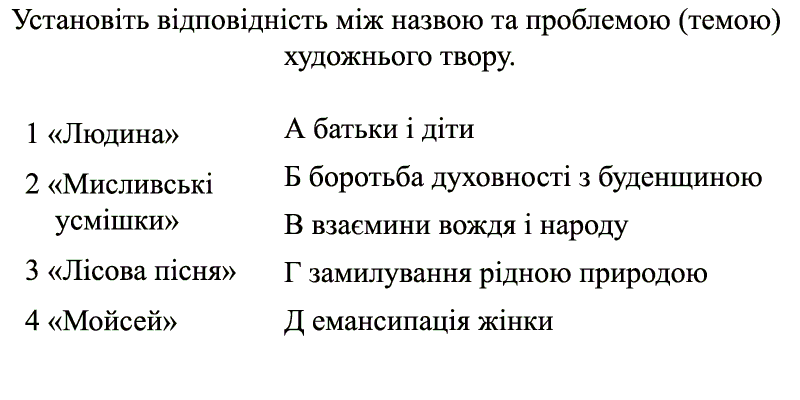 Установіть відповідність між назвою та проблемою (темою)
художнього твору.
1 «Людина»
2 «Мисливські
усмішки»
3 «Лісова пісня»
4 «Мойсей»
А батьки і діти
Б боротьба духовності з буденщиною
В взаємини вождя і народу
Г замилування рідною природою
Д емансипація жінки